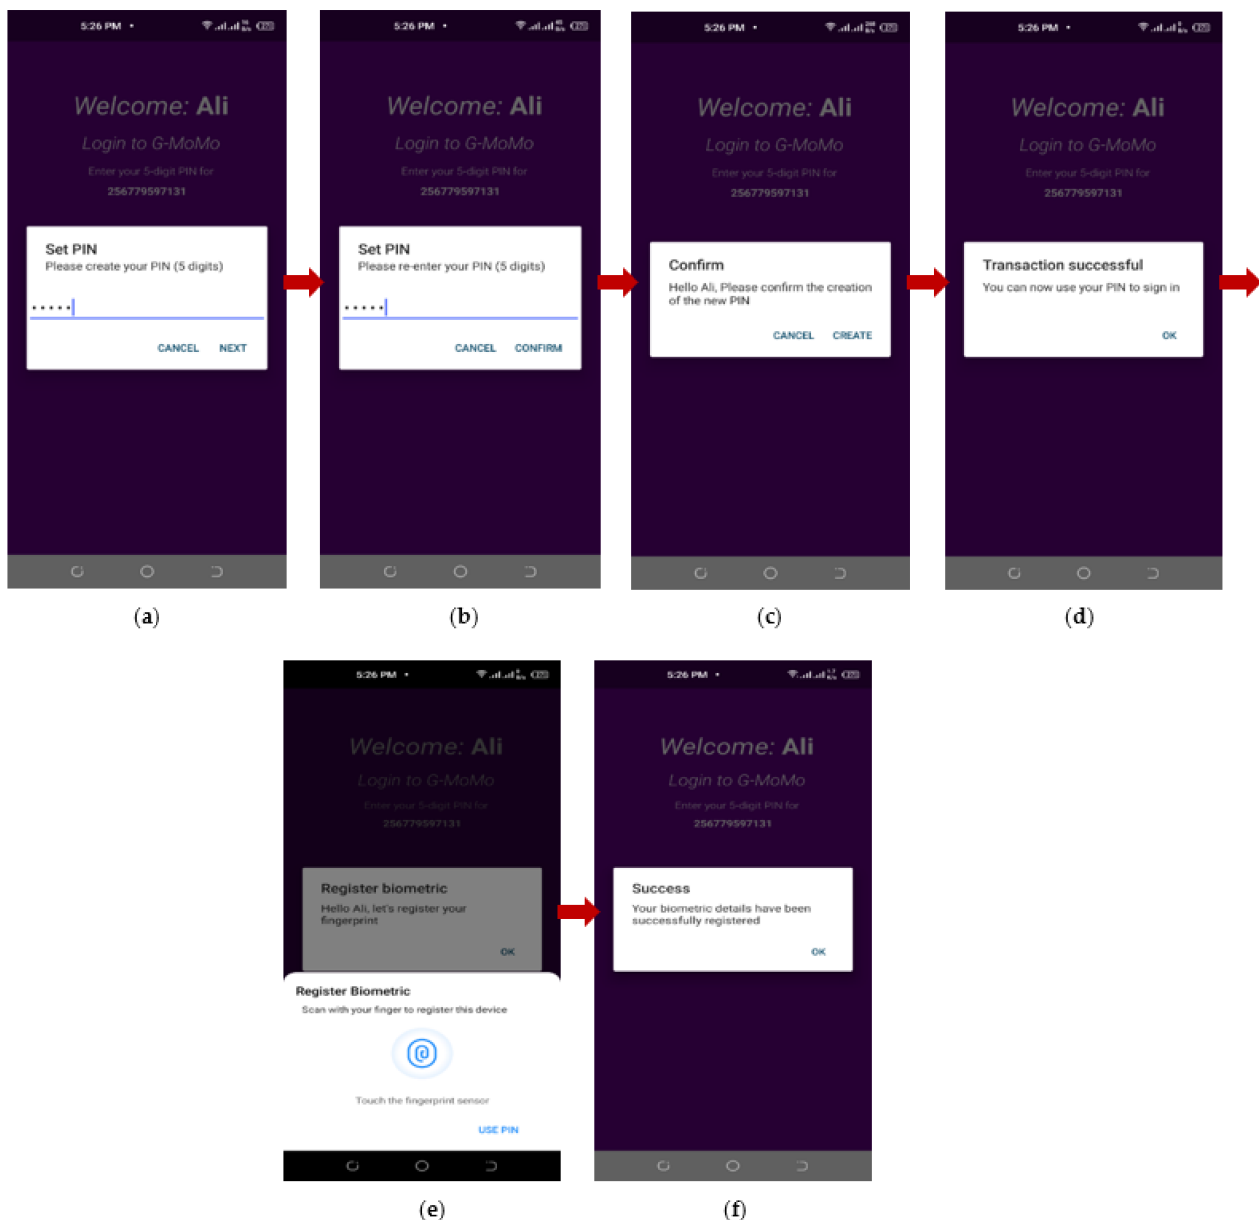 5:26 PM
Welcome: Ali
Login to G-MoMo
Enter your 5-digit PIN for
256779597131
Set PIN
Please create your PIN (5 digits)
CANCEL NEXT
(a)
5:26 PM
Welcome: Ali
Login to G-MoMo
Enter your 5-digit PIN for
256779597131
Set PIN
Please re-enter your PIN (5 digits)
CANCEL CONFIRM
(b)
5:26 PM
Welcome: Ali
Login to G-MoMo
Enter your 5-digit PIN for
256779597131
Confirm
Hello Ali, Please confirm the creation
of the new PIN
CANCEL CREATE
(c)
5:26 PM
Welcome: Ali
Login to G-MoMo
Enter your 5-digit PIN for
256779597131
Transaction successful
You can now use your PIN to sign in
OK
(d)
5:26 PM
Welcome: Ali
Login to G-MoMo
Enter your 5-digit PIN for
256779597131
Register biometric
Hello Ali, let's register your
fingerprint
OK
Register Biometric
Scan with your finger to register this device
Touch the fingerprint sensor
USE PIN
(e)
5:26 PM
Welcome: Ali
Login to G-MoMo
Enter your 5-digit PIN for
256779597131
Success
Your biometric details have been
successfully registered
OK
(f)